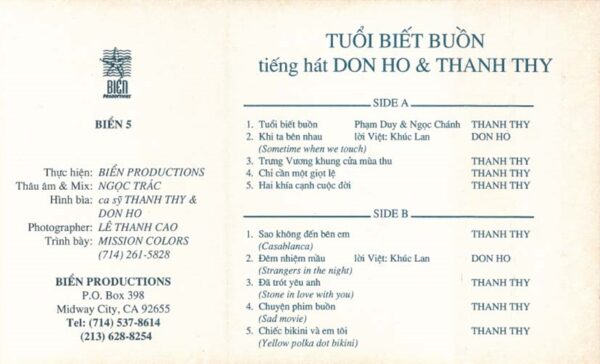 BIỂN
PRODUCTIONS
BIỂN 5
Thực hiện: BIỂN PRODUCTIONS
Thâu âm & Mix: NGỌC TRÁC
Hình bìa: ca sỹ THANH THY &
DON HO
Photographer: LÊ THANH CAO
Trình bày: MISSION COLORS
(714) 261-5828
BIỂN PRODUCTIONS
P.O. Box 398
Midway City, CA 92655
Tel: (714) 537-8614
(213) 628-8254
TUỔI BIẾT BUỒN
tiếng hát DON HO & THANH THY
SIDE A
1. Tuổi biết buồn Phạm Duy & Ngọc Chánh THANH THY
2. Khi ta bên nhau lời Việt: Khúc Lan DON HO
(Sometime when we touch)
3. Trưng Vương khung cửa mùa thu THANH THY
4. Chỉ cần một giọt lệ THANH THY
5. Hai khía cạnh cuộc đời THANH THY
SIDE B
1. Sao không đến bên em THANH THY
(Casablanca)
2. Đêm nhiệm mầu lời Việt: Khúc Lan DON HO
(Strangers in the night)
3. Đã trót yêu anh THANH THY
(Stone in love with you)
4. Chuyện phim buồn THANH THY
(Sad movie)
5. Chiếc bikini và em tôi THANH THY
(Yellow polka dot bikini)